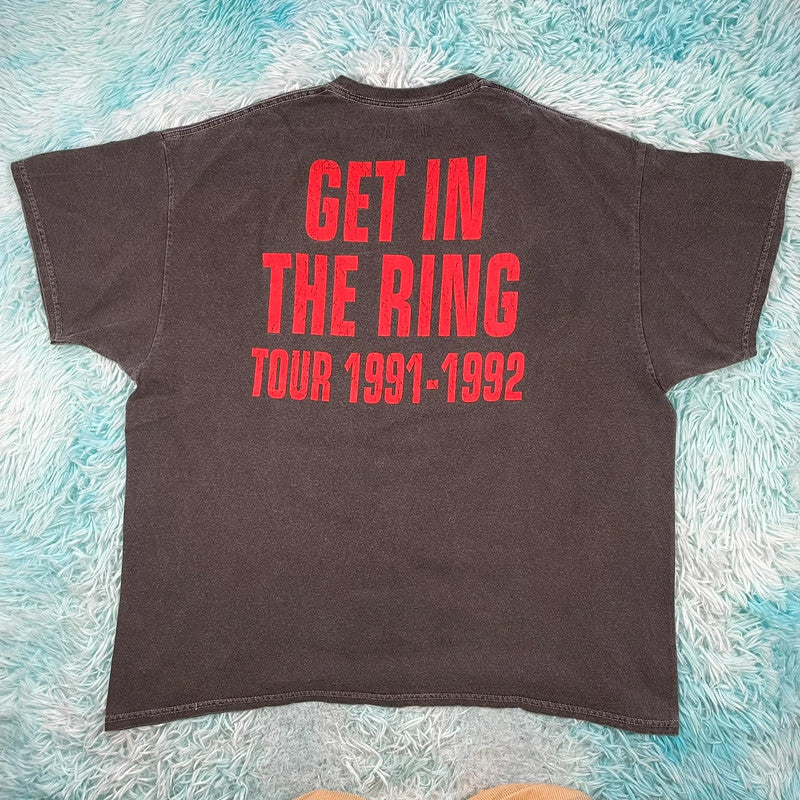 GET IN
THE RING
TOUR 1991-1992